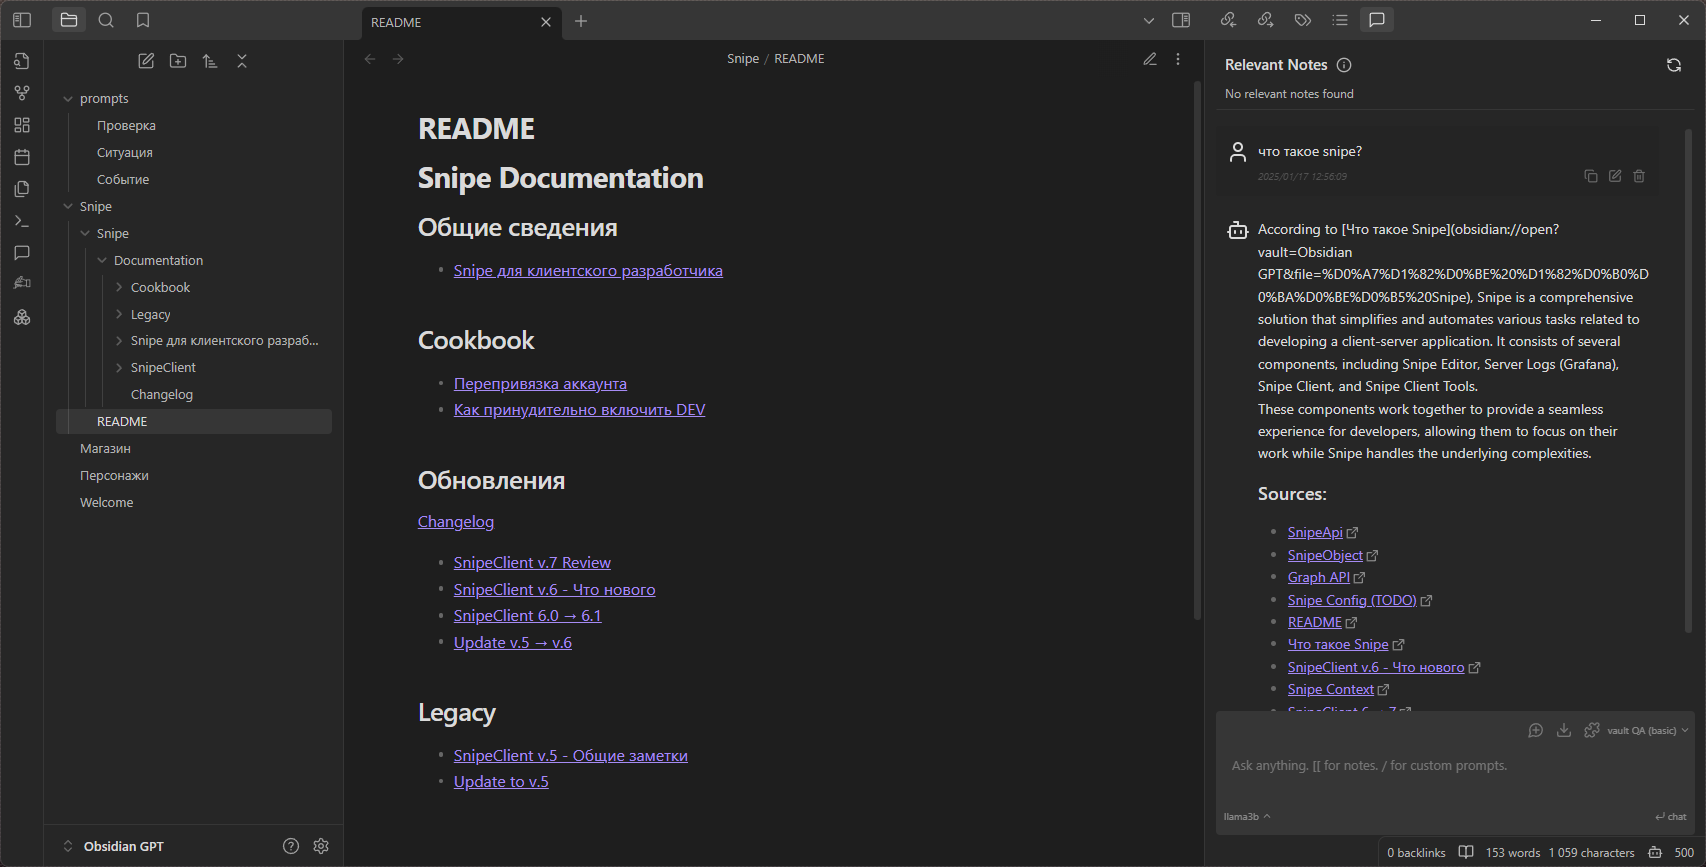 README
prompts
Проверка
Ситуация
Событие
Snipe
Snipe
Documentation
Cookbook
Legacy
Snipe для клиентского разраб...
SnipeClient
Changelog
README
Магазин
Персонажи
Welcome
Obsidian GPT
Snipe / README
README
Snipe Documentation
Общие сведения
Snipe для клиентского разработчика
Cookbook
Перепривязка аккаунта
Как принудительно включить DEV
Обновления
Changelog
SnipeClient v.7 Review
SnipeClient v.6 - Что нового
SnipeClient 6.0 → 6.1
Update v.5 → v.6
Legacy
SnipeClient v.5 - Общие заметки
Update to v.5
Relevant Notes
No relevant notes found
что такое snipe?
2025/01/17 12:56:09
According to [Что такое Snipe](obsidian://open?
vault=Obsidian
GPT&file=%D0%A7%D1%82%D0%BE%20%D1%82%D0%B0%D
0%BA%D0%BE%D0%B5%20Snipe), Snipe is a comprehensive
solution that simplifies and automates various tasks related to
developing a client-server application. It consists of several
components, including Snipe Editor, Server Logs (Grafana),
Snipe Client, and Snipe Client Tools.
These components work together to provide a seamless
experience for developers, allowing them to focus on their
work while Snipe handles the underlying complexities.
Sources:
SnipeApi
SnipeObject
Graph API
Snipe Config (TODO)
README
Что такое Snipe
SnipeClient v.6 - Что нового
Snipe Context
vault QA (basic)
Ask anything. [[ for notes. / for custom prompts.
llama3b
chat
0 backlinks
153 words
1 059 characters
500